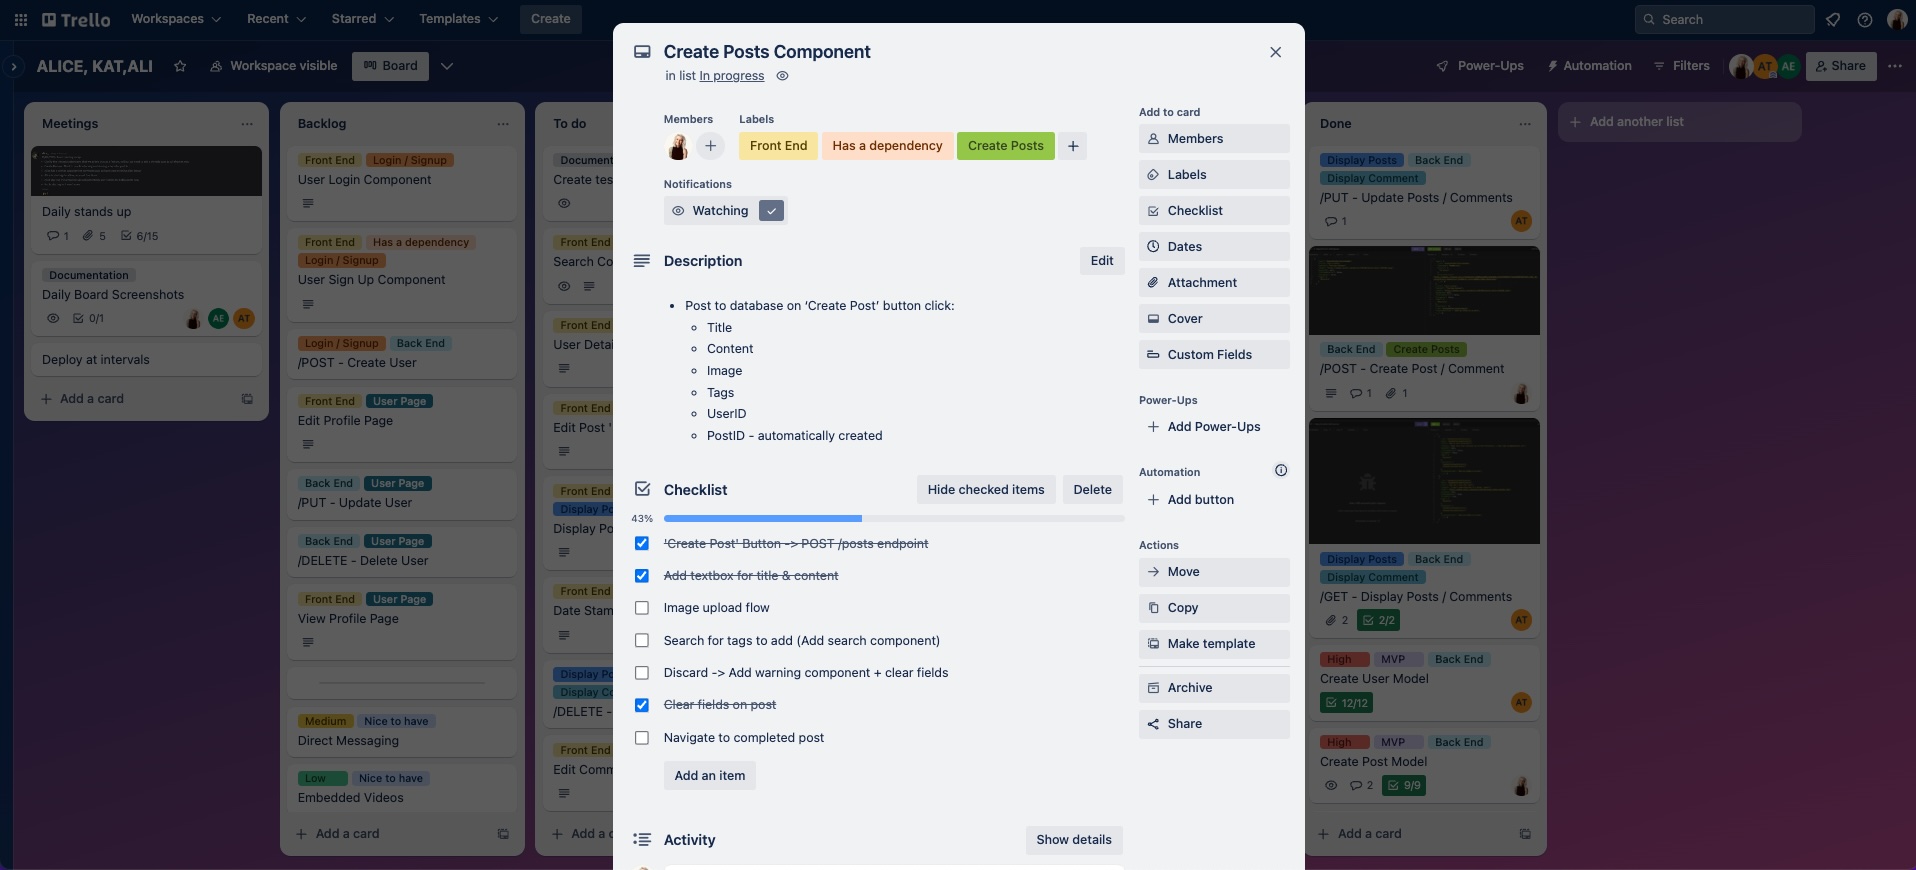 Trello
Workspaces
Recent
Starred
Templates
Create
Search
ALICE, KAT,ALI
Workspace visible
Board
Power-Ups
Automation
Filters
AT
AE
Share
Meetings
Daily stands up
1
5
6/15
Documentation
Daily Board Screenshots
0/1
AE
AT
Deploy at intervals
Add a card
Backlog
Front End
Login / Signup
User Login Component
Front End
Has a dependency
Login / Signup
User Sign Up Component
Login / Signup
Back End
/POST - Create User
Front End
User Page
Edit Profile Page
Back End
User Page
/PUT - Update User
Back End
User Page
/DELETE - Delete User
Front End
User Page
View Profile Page
Medium
Nice to have
Direct Messaging
Low
Nice to have
Embedded Videos
Add a card
To do
Create
Front End
Search
Front End
User
Front End
Edit Post
Front End
Display
Front End
Date
Display
/DELETE -
Front End
Edit
Add a
Create Posts Component
in list In progress
Members
Labels
Front End
Has a dependency
Create Posts
Notifications
Watching
Description
Edit
Post to database on ‘Create Post’ button click:
Title
Content
Image
Tags
UserID
PostID - automatically created
Checklist
Hide checked items
Delete
43%
'Create Post' Button -> POST /posts endpoint
Add textbox for title & content
Image upload flow
Search for tags to add (Add search component)
Discard -> Add warning component + clear fields
Clear fields on post
Navigate to completed post
Add an item
Activity
Show details
Add to card
Members
Labels
Checklist
Dates
Attachment
Cover
Custom Fields
Power-Ups
Add Power-Ups
Automation
Add button
Actions
Move
Copy
Make template
Archive
Share
Done
Display Posts
Back End
Display Comment
/PUT - Update Posts / Comments
1
AT
Back End
Create Posts
/POST - Create Post / Comment
1
1
Display Posts
Back End
Display Comment
/GET - Display Posts / Comments
2
2/2
AT
High
MVP
Back End
Create User Model
12/12
AT
High
MVP
Back End
Create Post Model
2
9/9
Add a card
Add another list